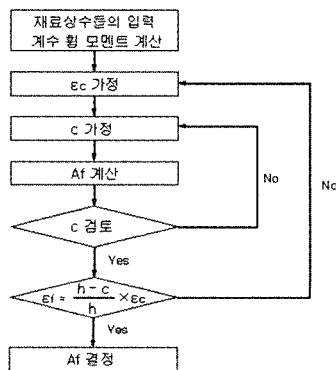 재료상수들의 입력
계수 휨 모멘트 계산
εc 가정
c 가정
Af 계산
No
No
c 검토
Yes
εf = (h - c) / h × εc
Yes
Af 결정